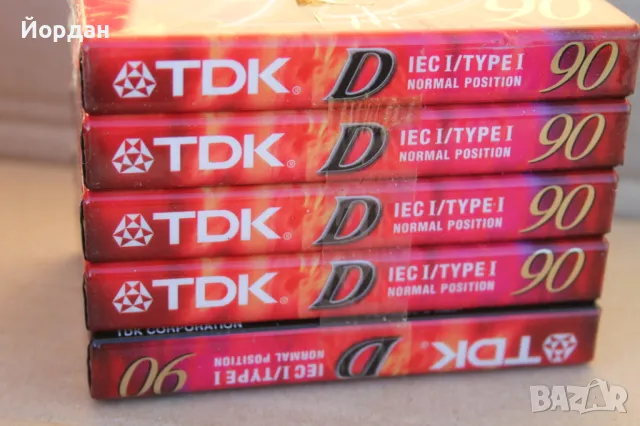 Йордан
90
TDK® D IEC I/TYPE I NORMAL POSITION 90
TDK® D IEC I/TYPE I NORMAL POSITION 90
TDK® D IEC I/TYPE I NORMAL POSITION 90
TDK® D IEC I/TYPE I NORMAL POSITION 90
TDK CORPORATION
TDK D IEC I/TYPE I NORMAL POSITION 90
BAZAR